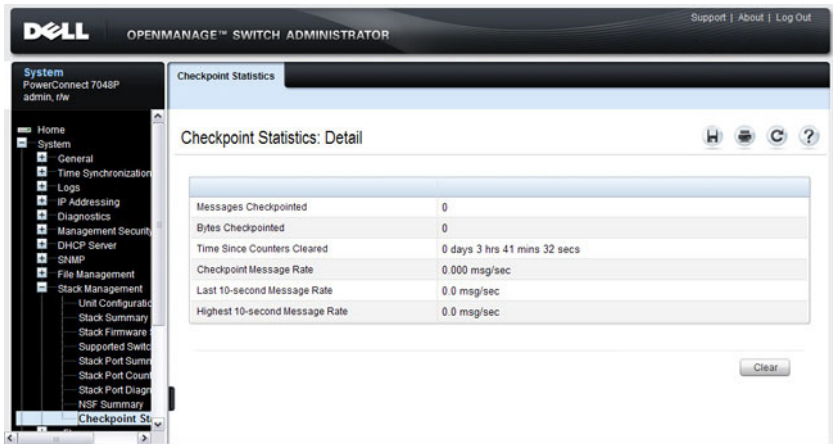 Support | About | Log Out
DELL
OPENMANAGE™ SWITCH ADMINISTRATOR
System
PowerConnect 7048P
admin, r/w
Checkpoint Statistics
Home
System
General
Time Synchronization
Logs
IP Addressing
Diagnostics
Management Security
DHCP Server
SNMP
File Management
Stack Management
Unit Configuratic
Stack Summary
Stack Firmware
Supported Switc
Stack Port Summ
Stack Port Count
Stack Port Diagn
NSF Summary
Checkpoint Sta
Checkpoint Statistics: Detail
Messages Checkpointed 0
Bytes Checkpointed 0
Time Since Counters Cleared 0 days 3 hrs 41 mins 32 secs
Checkpoint Message Rate 0.000 msg/sec
Last 10-second Message Rate 0.0 msg/sec
Highest 10-second Message Rate 0.0 msg/sec
Clear